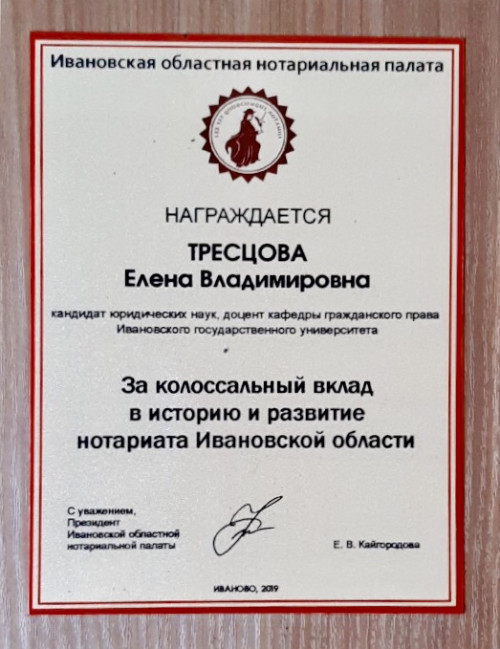 Ивановская областная нотариальная палата
НАГРАЖДАЕТСЯ
ТРЕСЦОВА
Елена Владимировна
кандидат юридических наук, доцент кафедры гражданского права
Ивановского государственного университета
За колоссальный вклад
в историю и развитие
нотариата Ивановской области
С уважением,
Президент
Ивановской областной
нотариальной палаты
Е. В. Кайгородова
ИВАНОВО, 2019